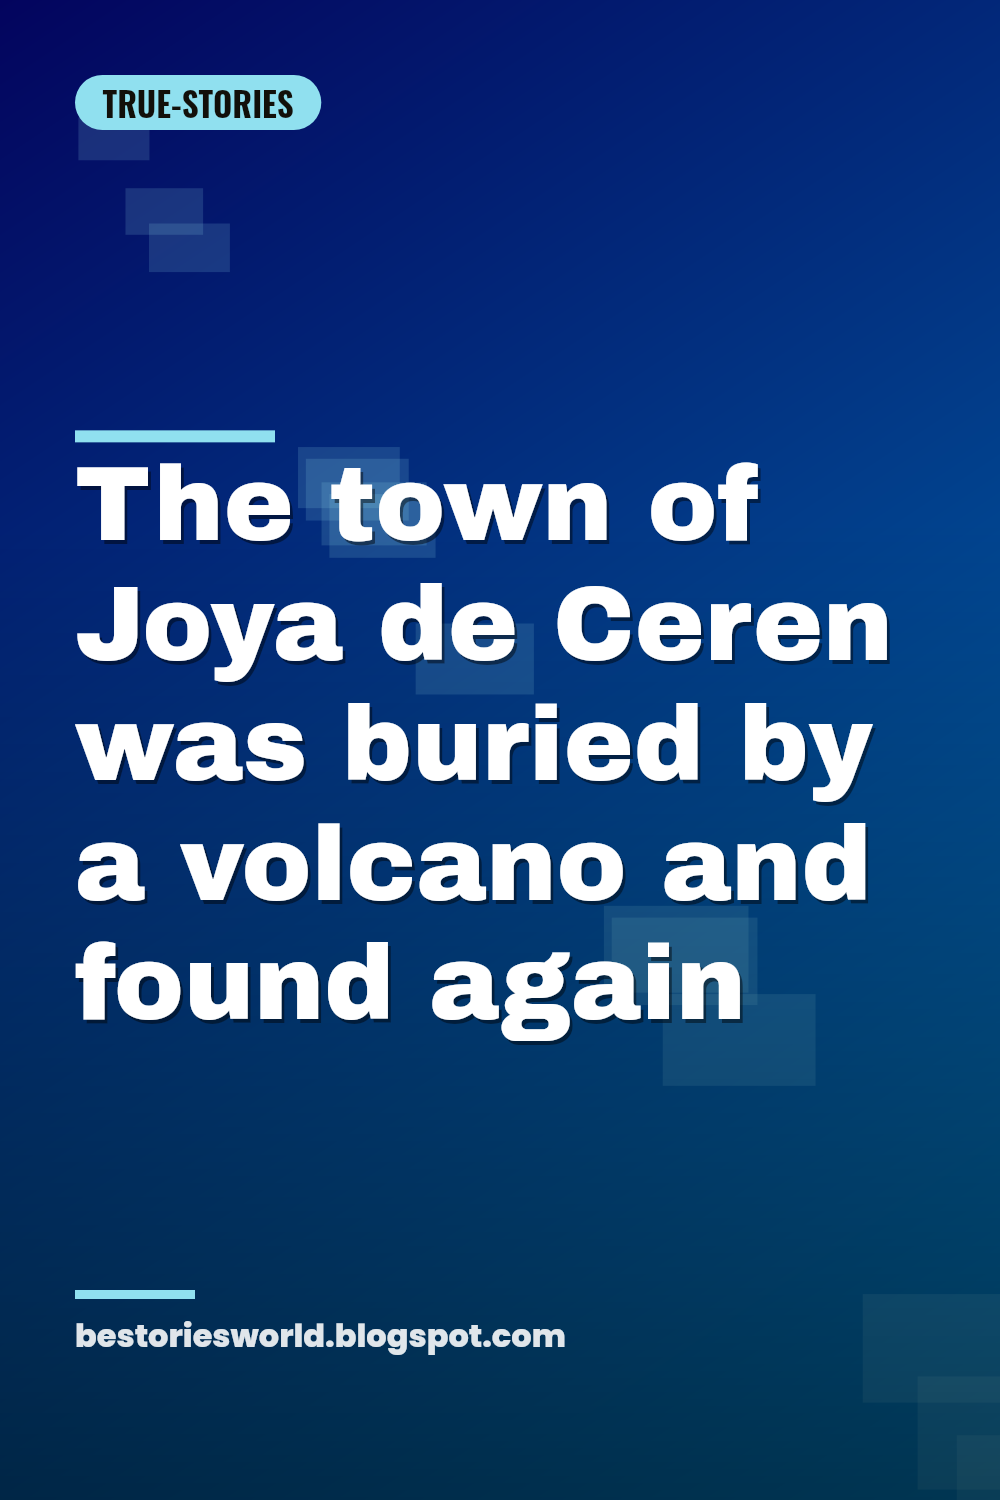 TRUE-STORIES
The town of
Joya de Ceren
was buried by
a volcano and
found again
bestoriesworld.blogspot.com